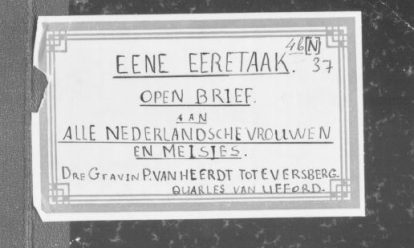 46[N]
EENE EERETAAK. 37
OPEN BRIEF.
AAN
ALLE NEDERLANDSCHE VROUWEN
EN MEISJES.
DRE GRAVIN P. VAN HEERDT TOT EVERSBERG.
QUARLES VAN UFFORD.